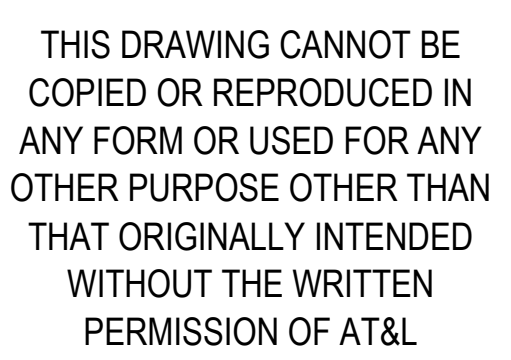 THIS DRAWING CANNOT BE
COPIED OR REPRODUCED IN
ANY FORM OR USED FOR ANY
OTHER PURPOSE OTHER THAN
THAT ORIGINALLY INTENDED
WITHOUT THE WRITTEN
PERMISSION OF AT&L